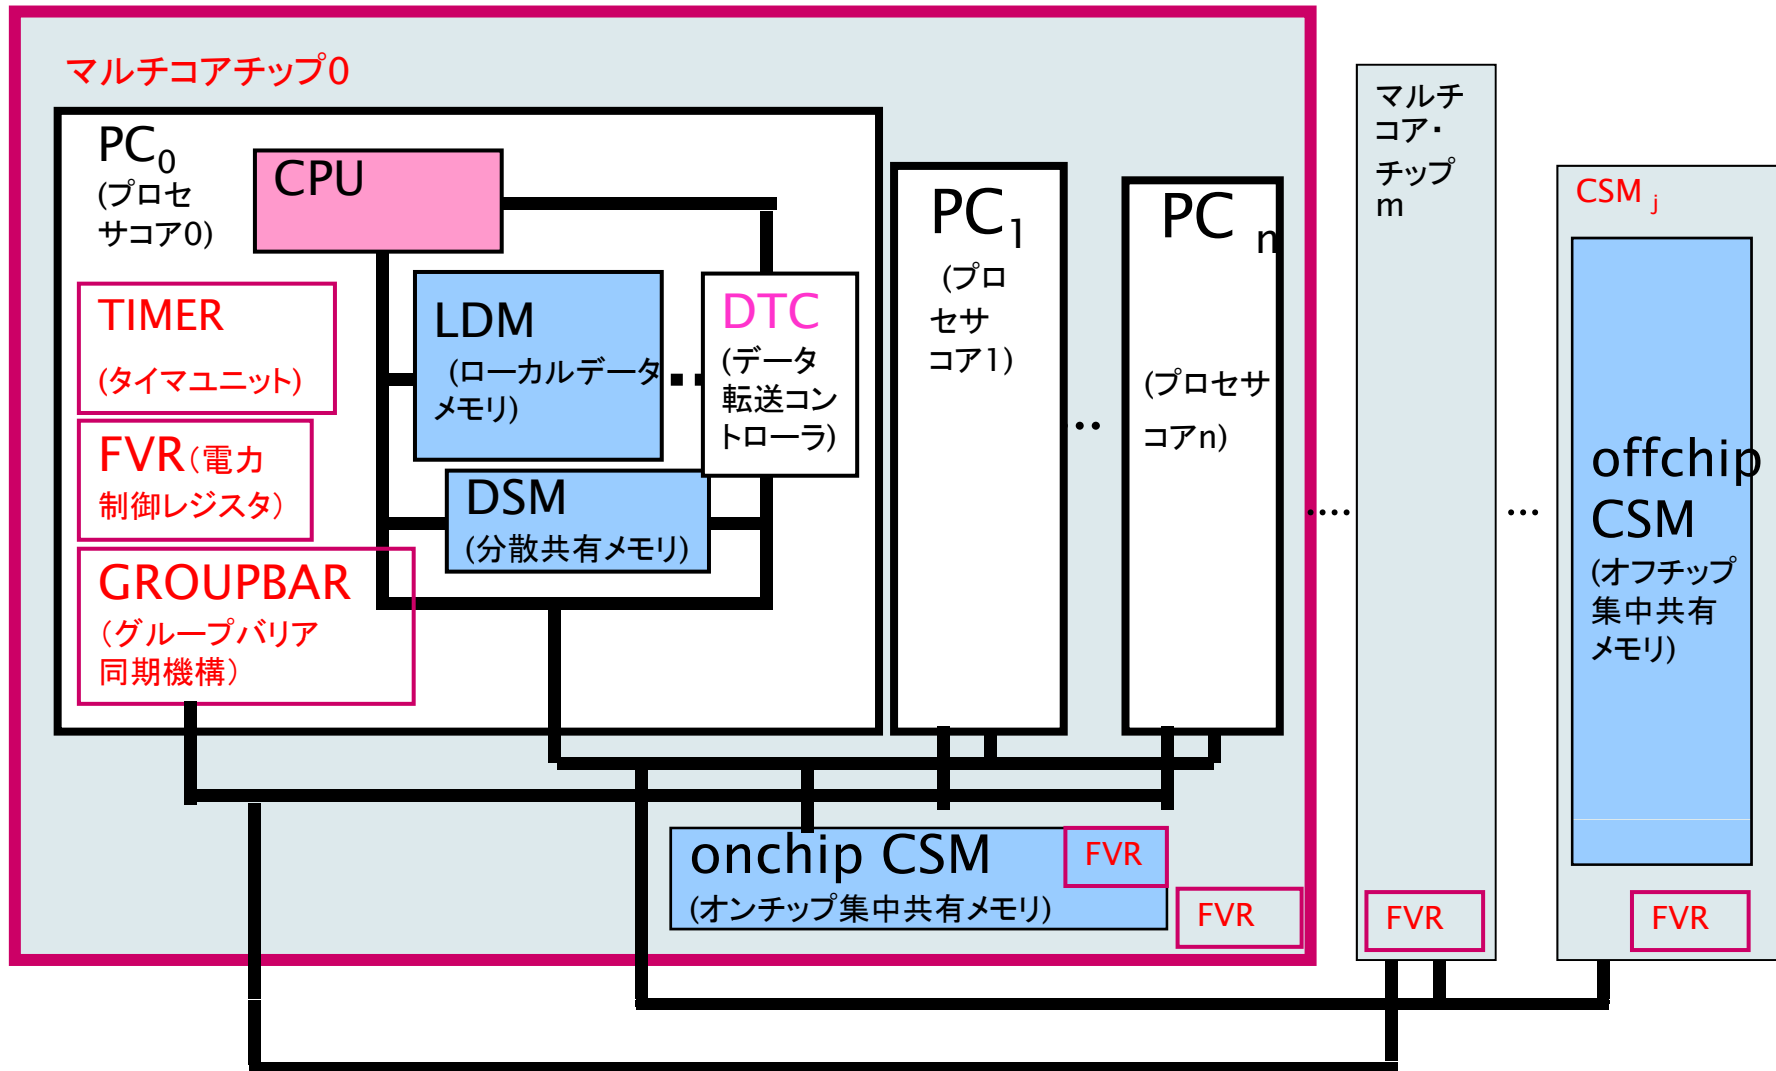 マルチコアチップ0
PC0
(プロセ
サコア0)
CPU
TIMER
(タイマユニット)
FVR(電力
制御レジスタ)
GROUPBAR
(グループバリア
同期機構)
LDM
(ローカルデータ
メモリ)
DTC
(データ
転送コン
トローラ)
DSM
(分散共有メモリ)
PC1
(プロ
セサ
コア1)
..
PC n
(プロセサ
コアn)
onchip CSM
(オンチップ集中共有メモリ)
FVR
FVR
....
マルチ
コア・
チップ
m
FVR
...
CSM j
offchip
CSM
(オフチップ
集中共有
メモリ)
FVR